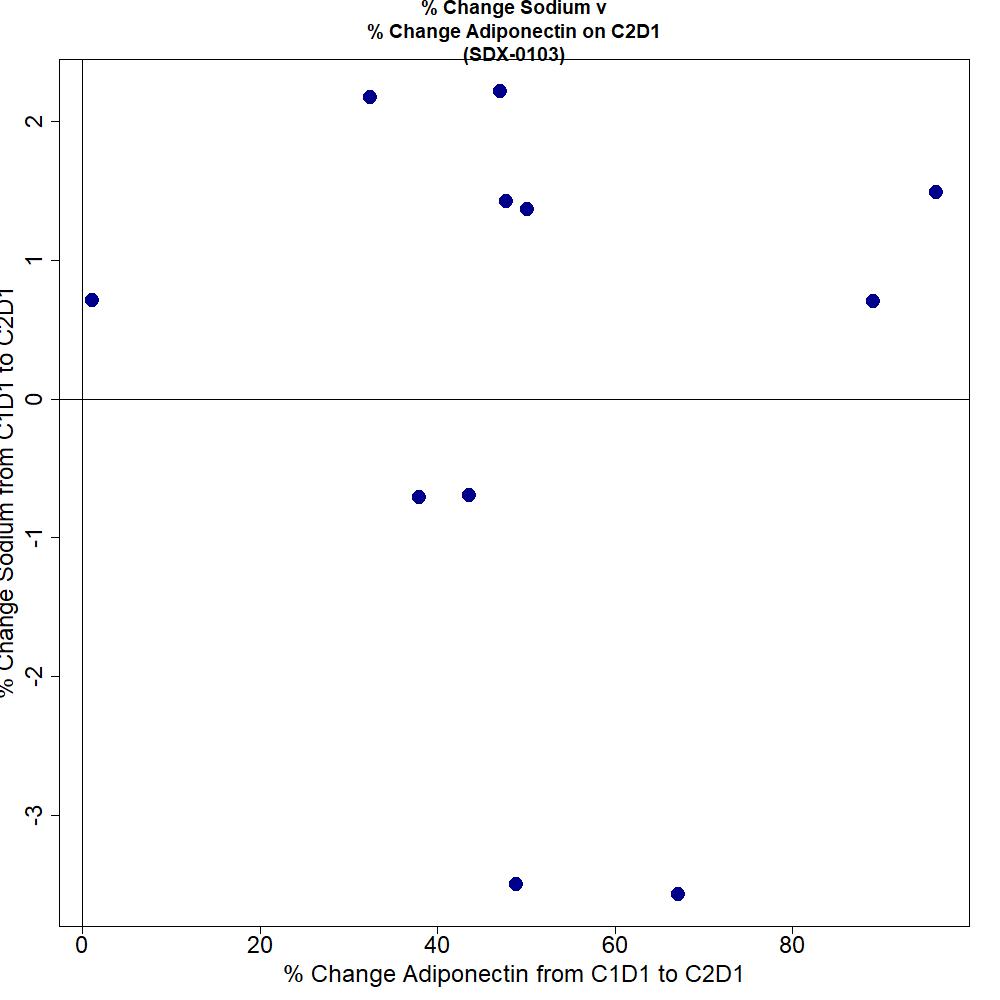 % Change Sodium v
% Change Adiponectin on C2D1
(SDX-0103)
% Change Sodium from C1D1 to C2D1
2
1
0
-1
-2
-3
0 20 40 60 80
% Change Adiponectin from C1D1 to C2D1